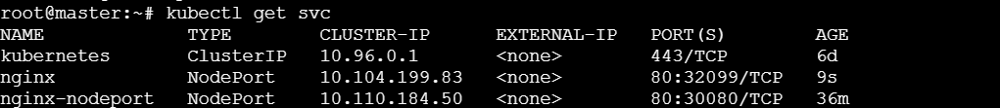 root@master:~# kubectl get svc
NAME TYPE CLUSTER-IP EXTERNAL-IP PORT(S) AGE
kubernetes ClusterIP 10.96.0.1 <none> 443/TCP 6d
nginx NodePort 10.104.199.83 <none> 80:32099/TCP 9s
nginx-nodeport NodePort 10.110.184.50 <none> 80:30080/TCP 36m